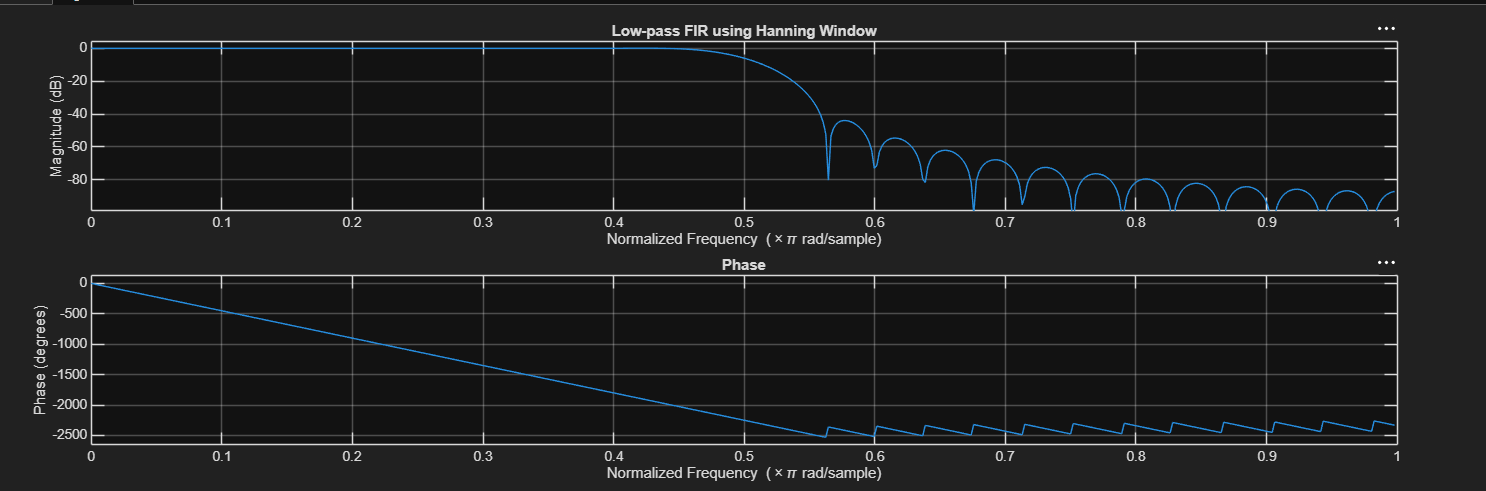 Low-pass FIR using Hanning Window
Magnitude (dB)
0
-20
-40
-60
-80
0 0.1 0.2 0.3 0.4 0.5 0.6 0.7 0.8 0.9 1
Normalized Frequency (×π rad/sample)
Phase
Phase (degrees)
0
-500
-1000
-1500
-2000
-2500
0 0.1 0.2 0.3 0.4 0.5 0.6 0.7 0.8 0.9 1
Normalized Frequency (×π rad/sample)